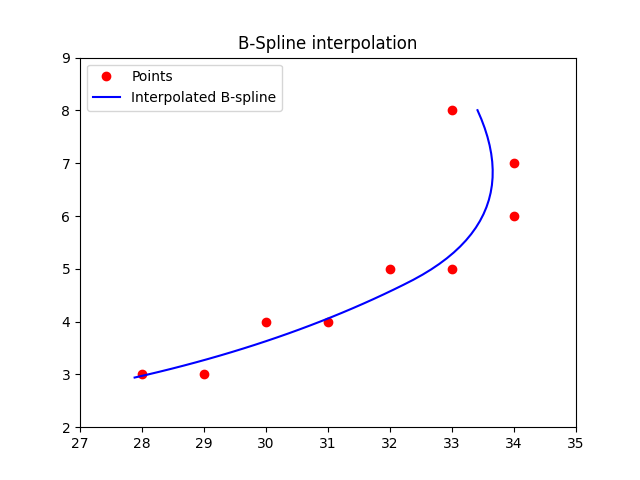 B-Spline interpolation
9
8
7
6
5
4
3
2
Points
Interpolated B-spline
27 28 29 30 31 32 33 34 35